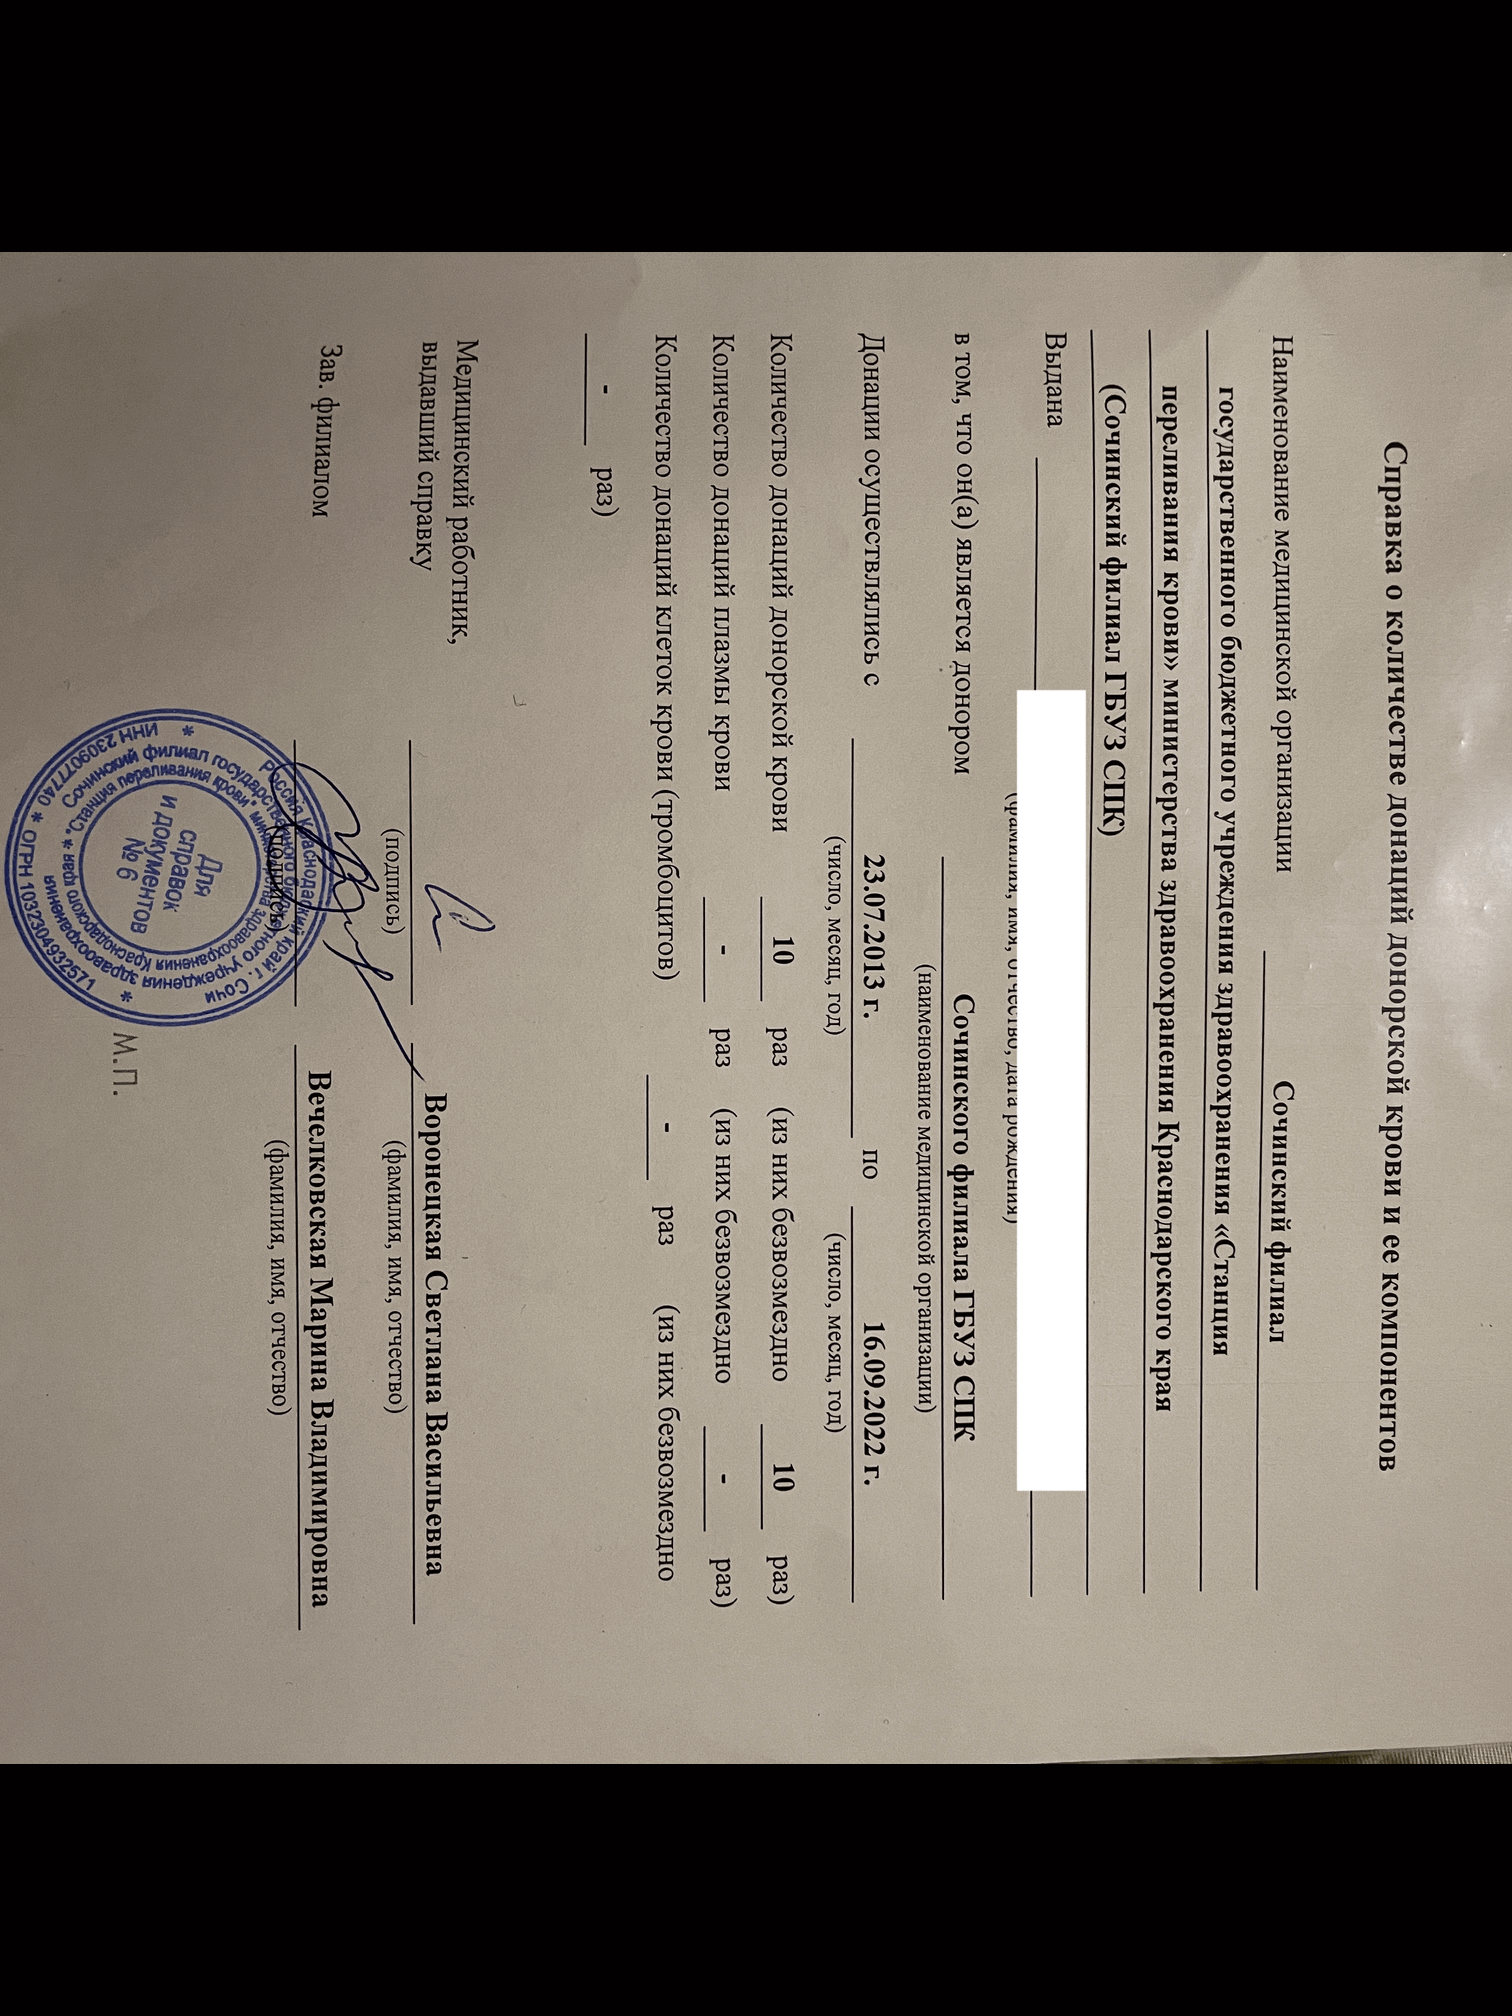 Справка о количестве донаций донорской крови и ее компонентов
Наименование медицинской организации Сочинский филиал
государственного бюджетного учреждения здравоохранения «Станция
переливания крови» министерства здравоохранения Краснодарского края
(Сочинский филиал ГБУЗ СПК)
Выдана
(фамилия, имя, отчество, дата рождения)
в том, что он(а) является донором Сочинского филиала ГБУЗ СПК
(наименование медицинской организации)
Донации осуществлялись с 23.07.2013 г. по 16.09.2022 г.
(число, месяц, год) (число, месяц, год)
Количество донаций донорской крови 10 раз (из них безвозмездно 10 раз)
Количество донаций плазмы крови - раз (из них безвозмездно - раз)
Количество донаций клеток крови (тромбоцитов) - раз (из них безвозмездно
- раз)
Медицинский работник,
выдавший справку Воронецкая Светлана Васильевна
(подпись) (фамилия, имя, отчество)
Зав. филиалом Вечелковская Марина Владимировна
(подпись) (фамилия, имя, отчество)
М.П.
Россия Краснодарский край г. Сочи
* ИНН 2309077740 * ОГРН 1032304932571 *
Сочинский филиал государственного бюджетного учреждения здравоохранения
"Станция переливания крови" министерства здравоохранения Краснодарского края
Для
справок
и документов
№ 6